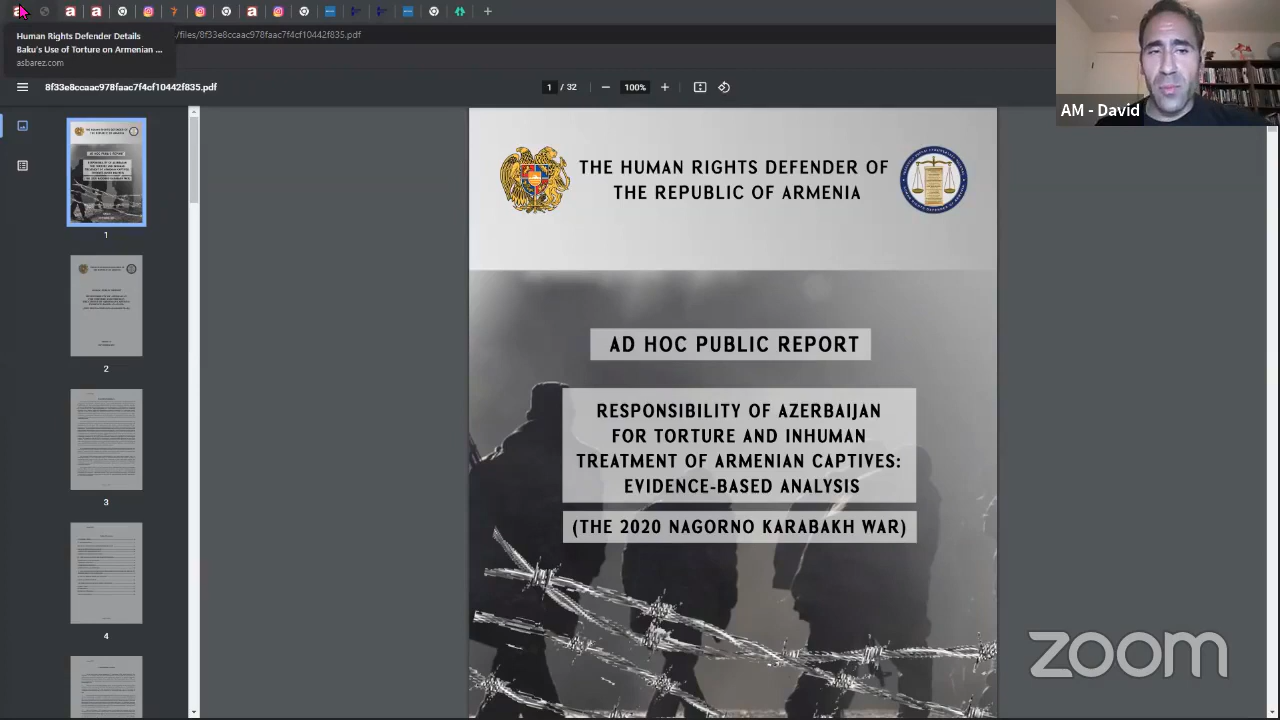 Human Rights Defender Details
Baku's Use of Torture on Armenian ...
asbarez.com
/files/8f33e8ccaac978faac7f4cf10442f835.pdf
8f33e8ccaac978faac7f4cf10442f835.pdf
1 / 32
100%
AM - David
THE HUMAN RIGHTS DEFENDER OF
THE REPUBLIC OF ARMENIA
AD HOC PUBLIC REPORT
RESPONSIBILITY OF AZERBAIJAN
FOR TORTURE AND INHUMAN
TREATMENT OF ARMENIAN CAPTIVES:
EVIDENCE-BASED ANALYSIS
(THE 2020 NAGORNO KARABAKH WAR)
1
2
3
4
zoom